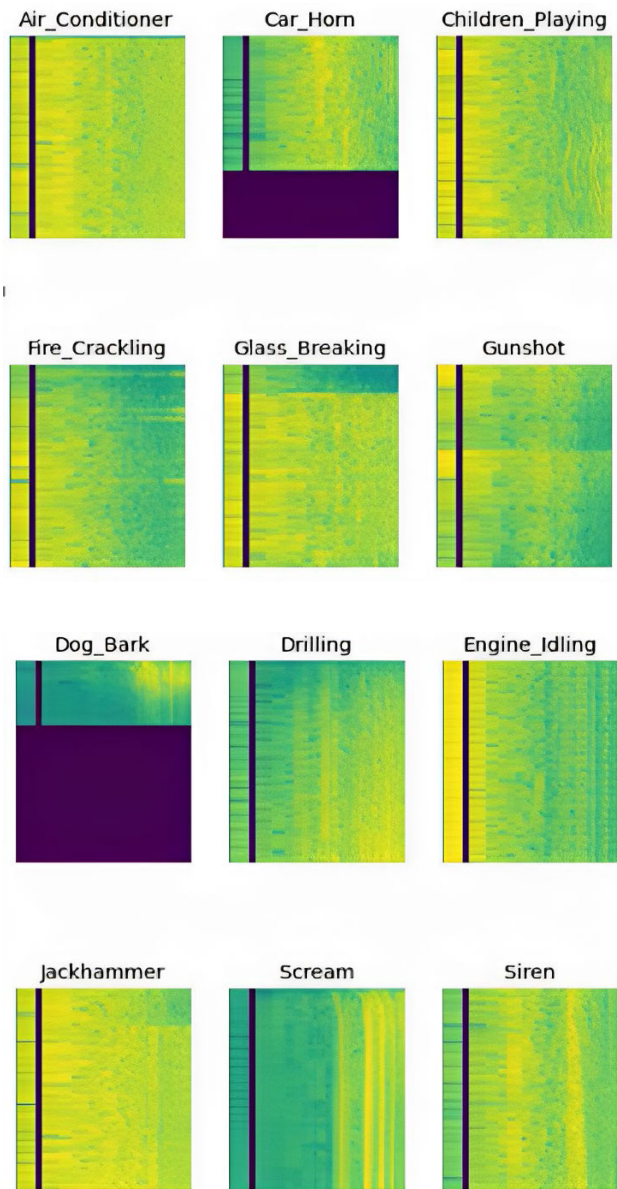 Air_Conditioner Car_Horn Children_Playing
Fire_Crackling Glass_Breaking Gunshot
Dog_Bark Drilling Engine_Idling
Jackhammer Scream Siren